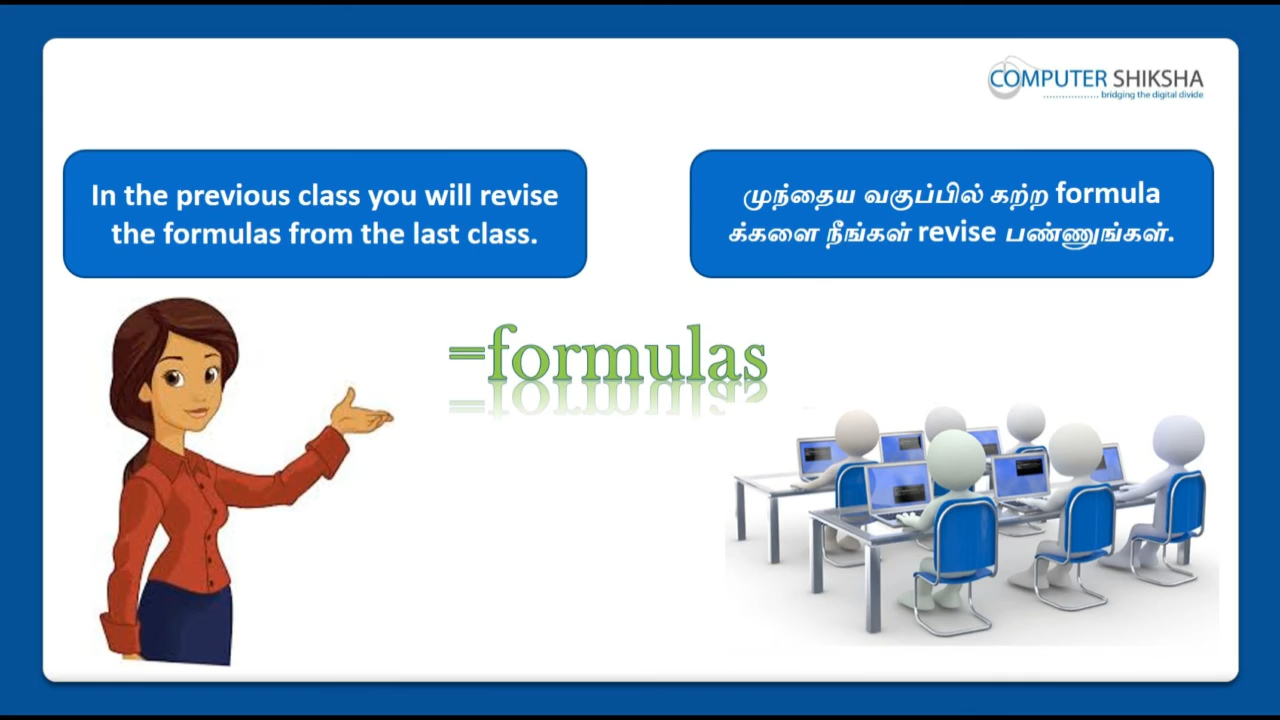 COMPUTER SHIKSHA
bridging the digital divide
In the previous class you will revise
the formulas from the last class.
முந்தைய வகுப்பில் கற்ற formula
க்களை நீங்கள் revise பண்ணுங்கள்.
=formulas